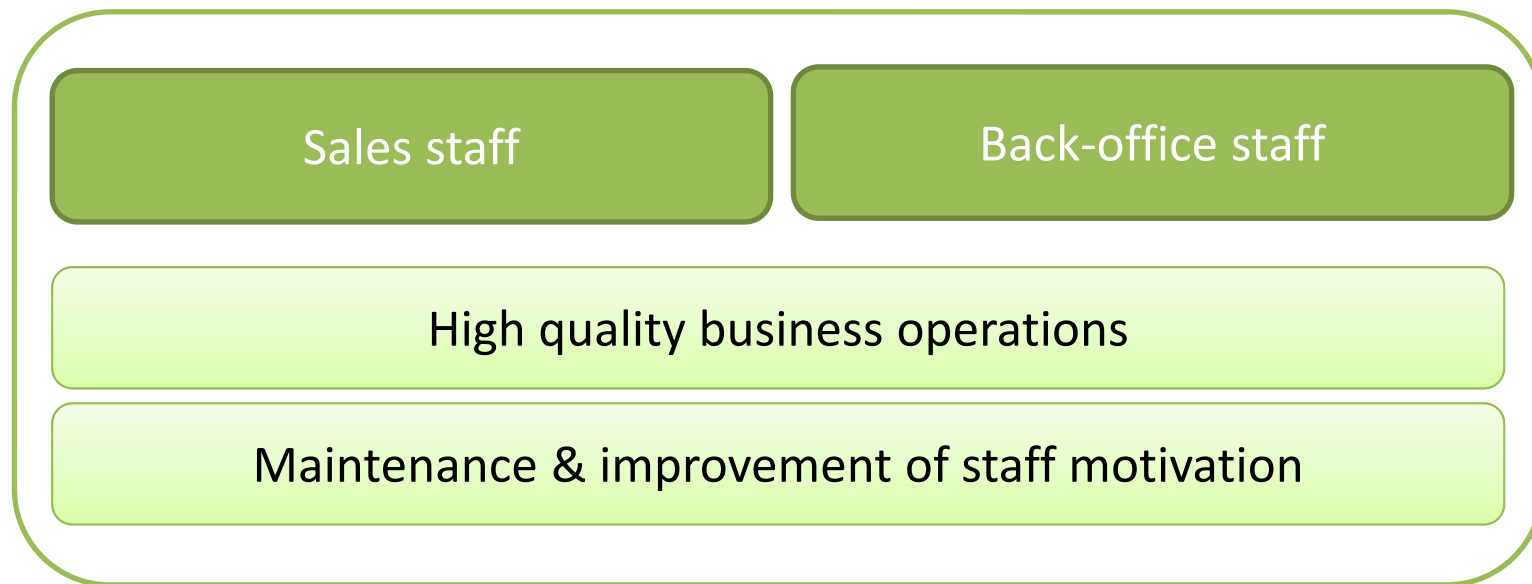 Sales staff
Back-office staff
High quality business operations
Maintenance & improvement of staff motivation